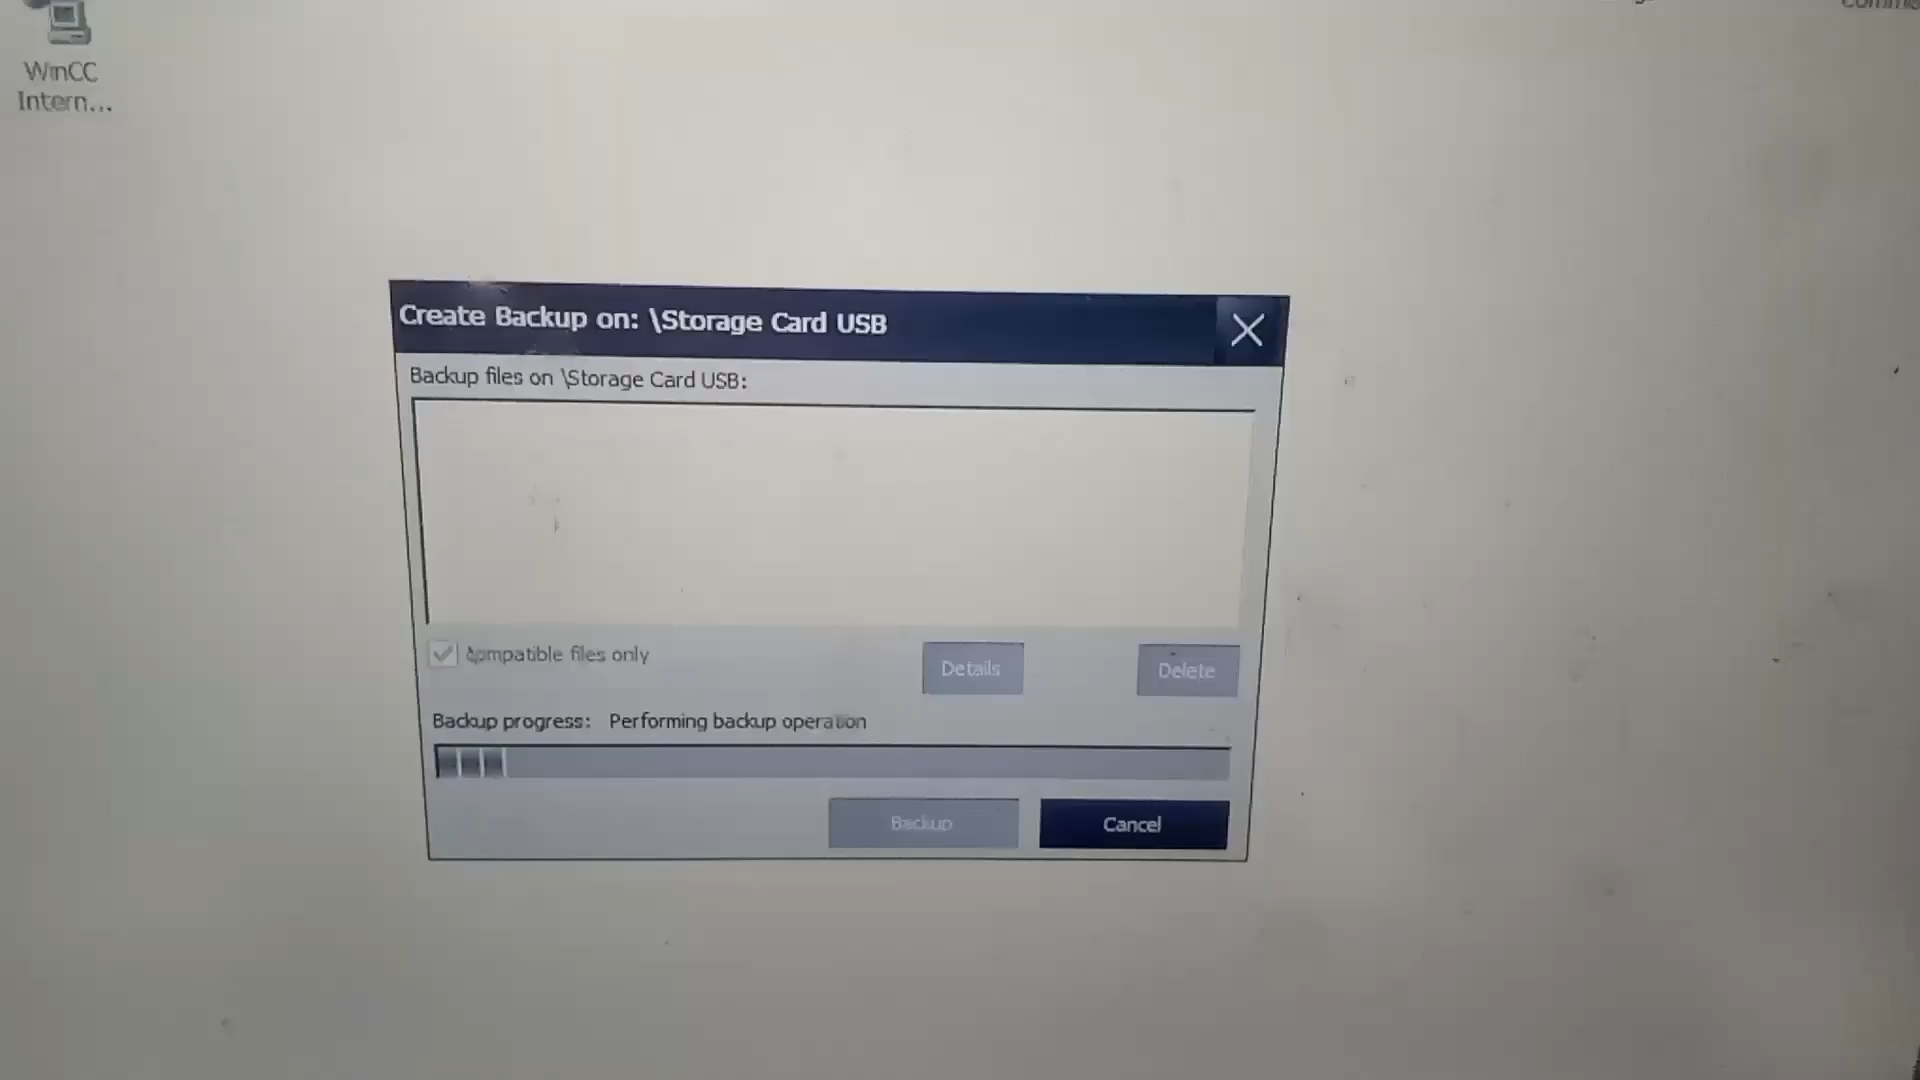 WinCC
Intern...
Create Backup on: \Storage Card USB
Backup files on \Storage Card USB:
Compatible files only
Details
Delete
Backup progress: Performing backup operation
Backup
Cancel